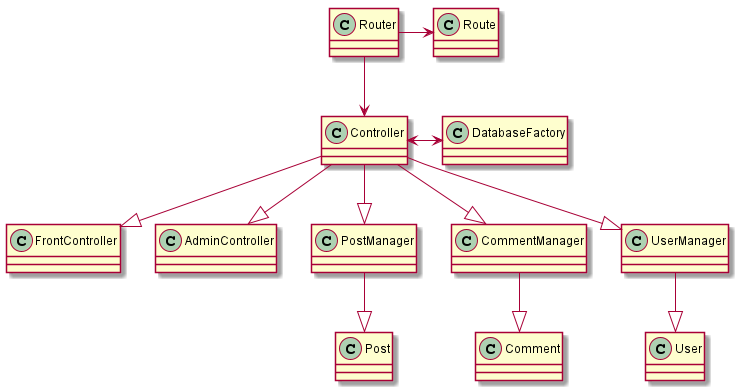 C Router
C Route
C Controller
C DatabaseFactory
C FrontController
C AdminController
C PostManager
C CommentManager
C UserManager
C Post
C Comment
C User